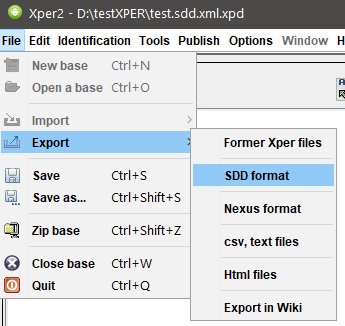 Xper2 - D:\testXPER\test.sdd.xml.xpd
File Edit Identification Tools Publish Options Window H
New base Ctrl+N
Open a base Ctrl+O
Import
Export
Save Ctrl+S
Save as... Ctrl+Shift+S
Zip base Ctrl+Shift+Z
Close base Ctrl+W
Quit Ctrl+Q
Former Xper files
SDD format
Nexus format
csv, text files
Html files
Export in Wiki